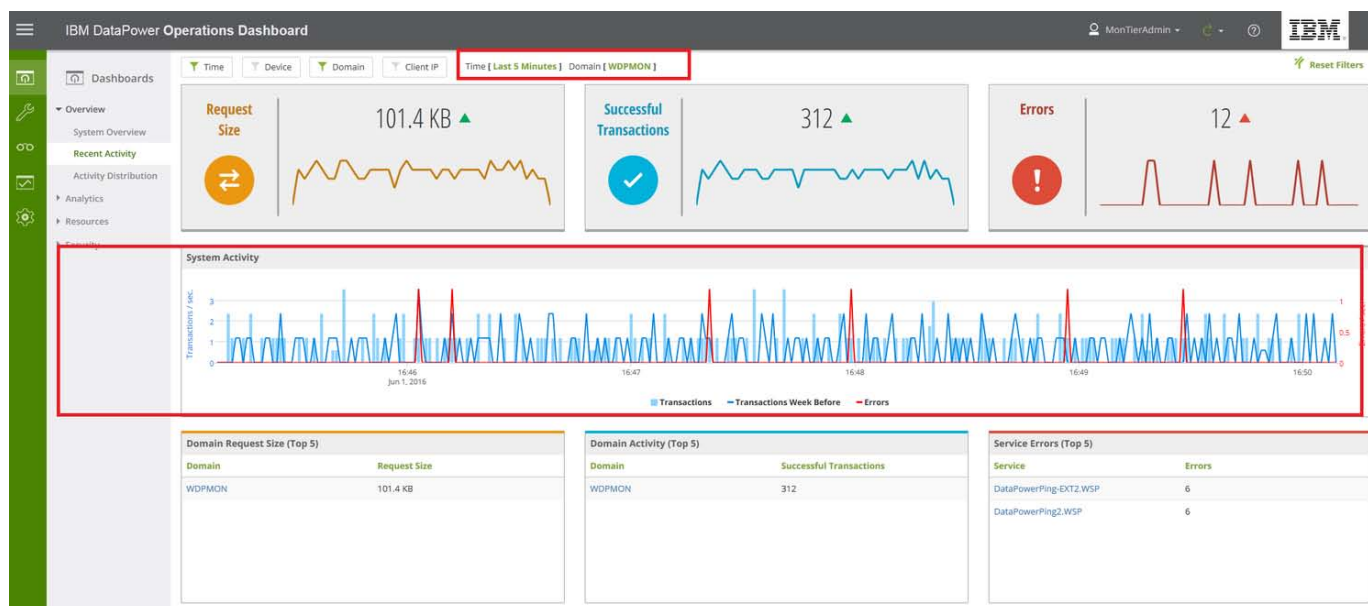 IBM DataPower Operations Dashboard
MonTierAdmin
IBM
Dashboards
Overview
System Overview
Recent Activity
Activity Distribution
Analytics
Resources
Security
Time Device Domain Client IP Time [ Last 5 Minutes ] Domain [ WDPMON ] Reset Filters
Request
Size
101.4 KB
Successful
Transactions
312
Errors
12
System Activity
Transactions / sec.
3
2
1
0
1
0.5
0
16:46 16:47 16:48 16:49 16:50
Jun 1, 2016
Transactions Transactions Week Before Errors
Domain Request Size (Top 5)
Domain Request Size
WDPMON 101.4 KB
Domain Activity (Top 5)
Domain Successful Transactions
WDPMON 312
Service Errors (Top 5)
Service Errors
DataPowerPing-EXT2.WSP 6
DataPowerPing2.WSP 6